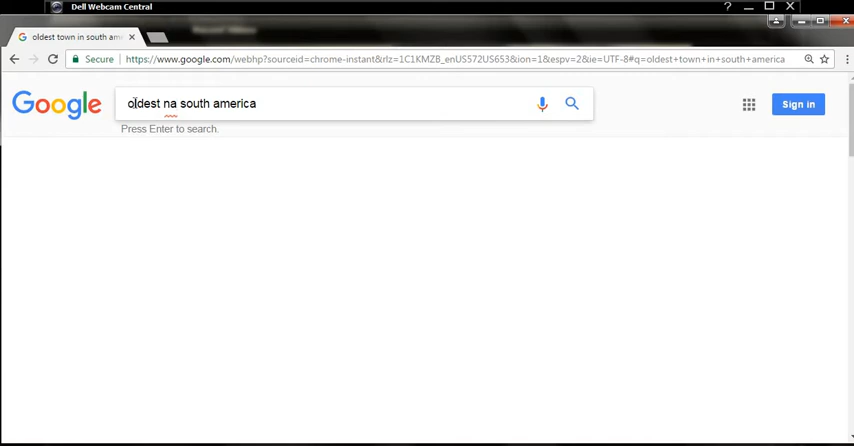 Dell Webcam Central
oldest town in south ame
Secure https://www.google.com/webhp?sourceid=chrome-instant&rlz=1C1KMZB_enUS572US653&ion=1&espv=2&ie=UTF-8#q=oldest+town+in+south+america
Google oldest na south america Sign in
Press Enter to search.